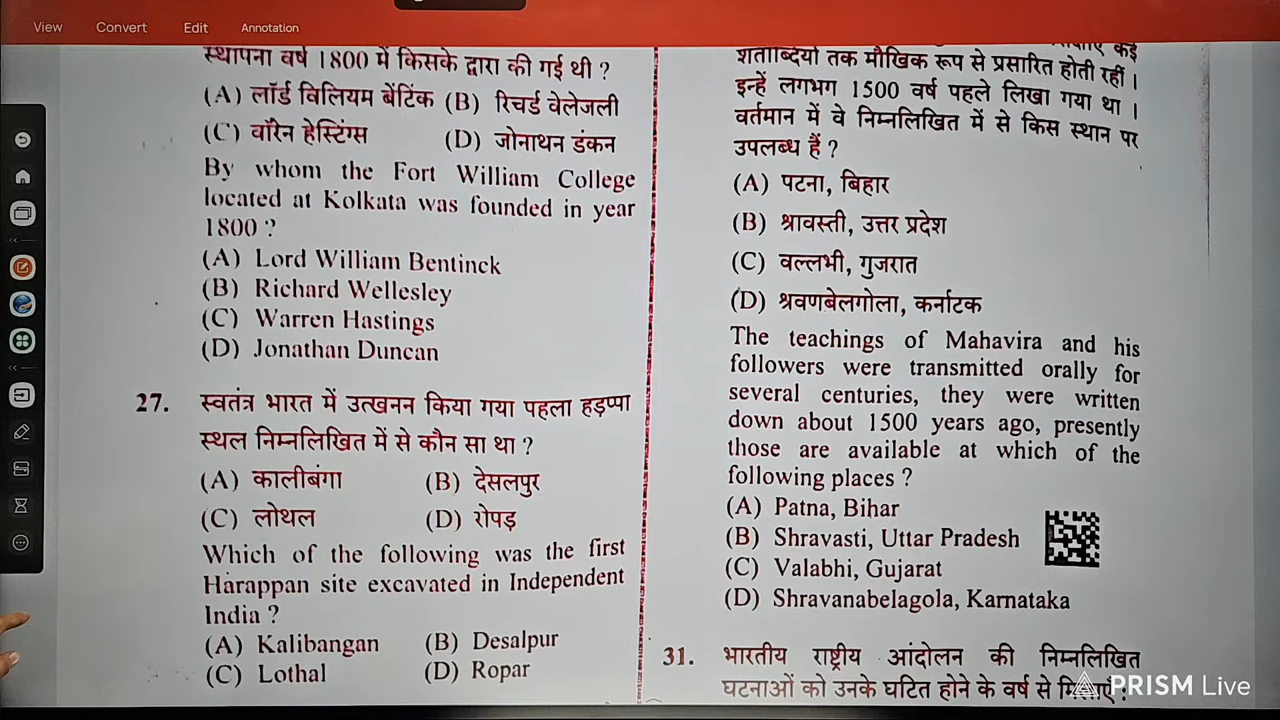 View Convert Edit Annotation
स्थापना वर्ष 1800 में किसके द्वारा की गई थी ?
(A) लॉर्ड विलियम बेंटिंक (B) रिचर्ड वेलेजली
(C) वॉरेन हेस्टिंग्स (D) जोनाथन डंकन
By whom the Fort William College
located at Kolkata was founded in year
1800 ?
(A) Lord William Bentinck
(B) Richard Wellesley
(C) Warren Hastings
(D) Jonathan Duncan
27. स्वतंत्र भारत में उत्खनन किया गया पहला हड़प्पा
स्थल निम्नलिखित में से कौन सा था ?
(A) कालीबंगा (B) देसलपुर
(C) लोथल (D) रोपड़
Which of the following was the first
Harappan site excavated in Independent
India ?
(A) Kalibangan (B) Desalpur
(C) Lothal (D) Ropar
कई
शताब्दियों तक मौखिक रूप से प्रसारित होती रहीं ।
इन्हें लगभग 1500 वर्ष पहले लिखा गया था ।
वर्तमान में वे निम्नलिखित में से किस स्थान पर
उपलब्ध हैं ?
(A) पटना, बिहार
(B) श्रावस्ती, उत्तर प्रदेश
(C) वल्लभी, गुजरात
(D) श्रवणबेलगोला, कर्नाटक
The teachings of Mahavira and his
followers were transmitted orally for
several centuries, they were written
down about 1500 years ago, presently
those are available at which of the
following places ?
(A) Patna, Bihar
(B) Shravasti, Uttar Pradesh
(C) Valabhi, Gujarat
(D) Shravanabelagola, Karnataka
31. भारतीय राष्ट्रीय आंदोलन की निम्नलिखित
घटनाओं को उनके घटित होने के वर्ष से मिलाएँ :
PRISM Live